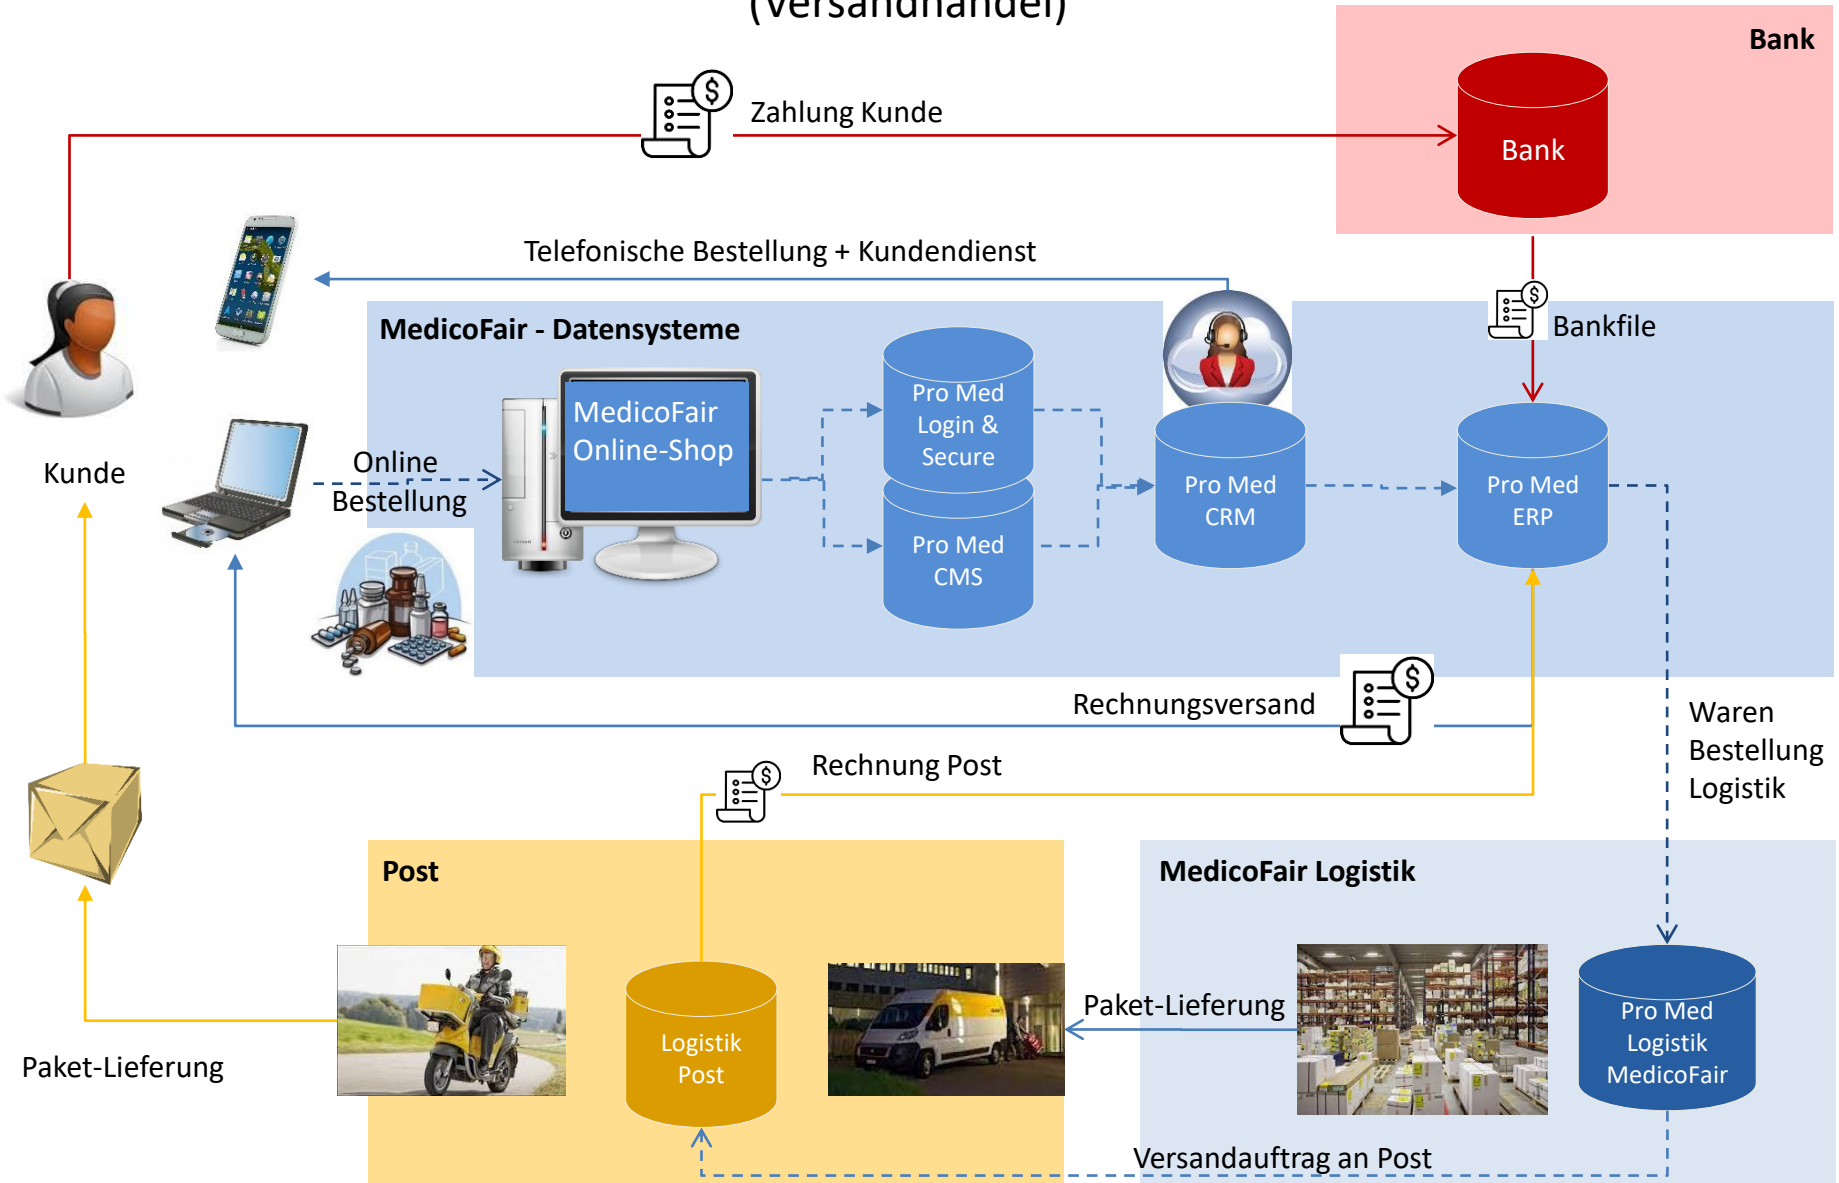 (Versandhandel)
Bank
Zahlung Kunde
Bank
Telefonische Bestellung + Kundendienst
MedicoFair - Datensysteme
Bankfile
MedicoFair
Online-Shop
Pro Med
Login &
Secure
Kunde
Online
Bestellung
Pro Med
CRM
Pro Med
ERP
Pro Med
CMS
Rechnungsversand
Waren
Bestellung
Logistik
Rechnung Post
Post
MedicoFair Logistik
Paket-Lieferung
Logistik
Post
Paket-Lieferung
Pro Med
Logistik
MedicoFair
Versandauftrag an Post